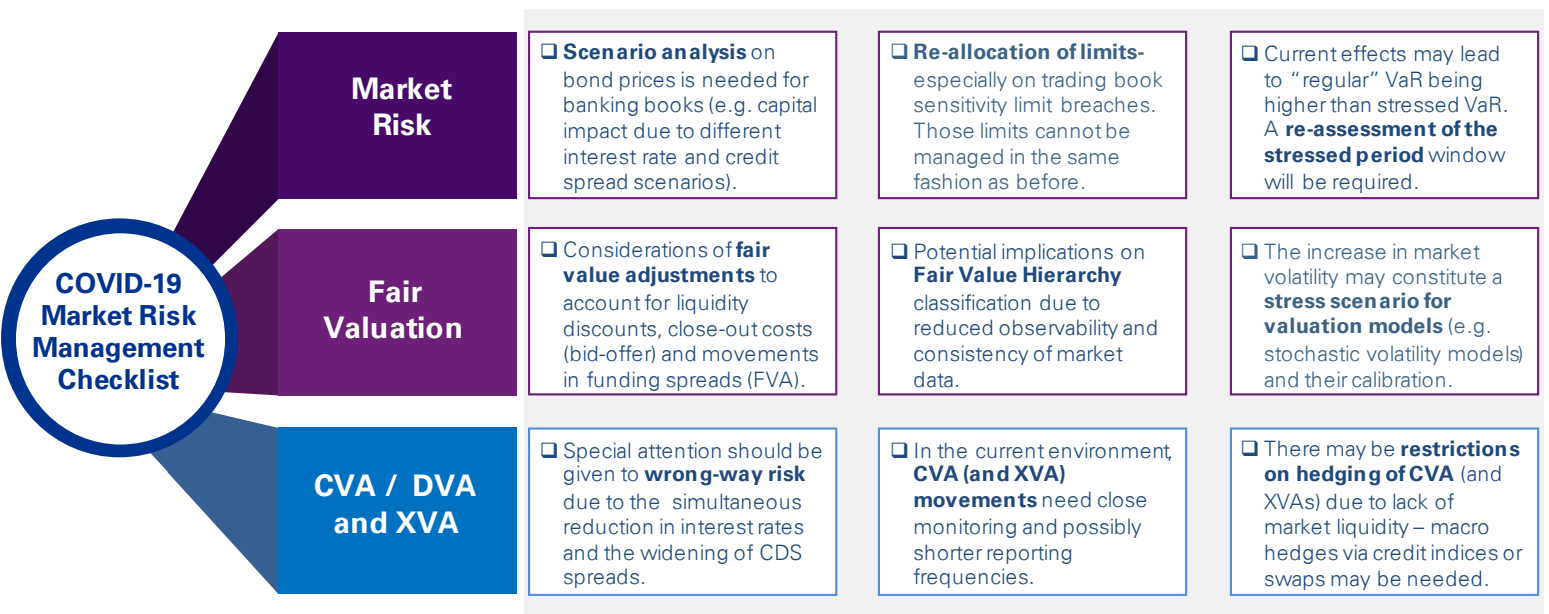 COVID-19
Market Risk
Management
Checklist
Market
Risk
❑ Scenario analysis on
bond prices is needed for
banking books (e.g. capital
impact due to different
interest rate and credit
spread scenarios).
❑ Re-allocation of limits-
especially on trading book
sensitivity limit breaches.
Those limits cannot be
managed in the same
fashion as before.
❑ Current effects may lead
to “regular” VaR being
higher than stressed VaR.
A re-assessment of the
stressed period window
will be required.
Fair
Valuation
❑ Considerations of fair
value adjustments to
account for liquidity
discounts, close-out costs
(bid-offer) and movements
in funding spreads (FVA).
❑ Potential implications on
Fair Value Hierarchy
classification due to
reduced observability and
consistency of market
data.
❑ The increase in market
volatility may constitute a
stress scenario for
valuation models (e.g.
stochastic volatility models)
and their calibration.
CVA / DVA
and XVA
❑ Special attention should be
given to wrong-way risk
due to the simultaneous
reduction in interest rates
and the widening of CDS
spreads.
❑ In the current environment,
CVA (and XVA)
movements need close
monitoring and possibly
shorter reporting
frequencies.
❑ There may be restrictions
on hedging of CVA (and
XVAs) due to lack of
market liquidity – macro
hedges via credit indices or
swaps may be needed.